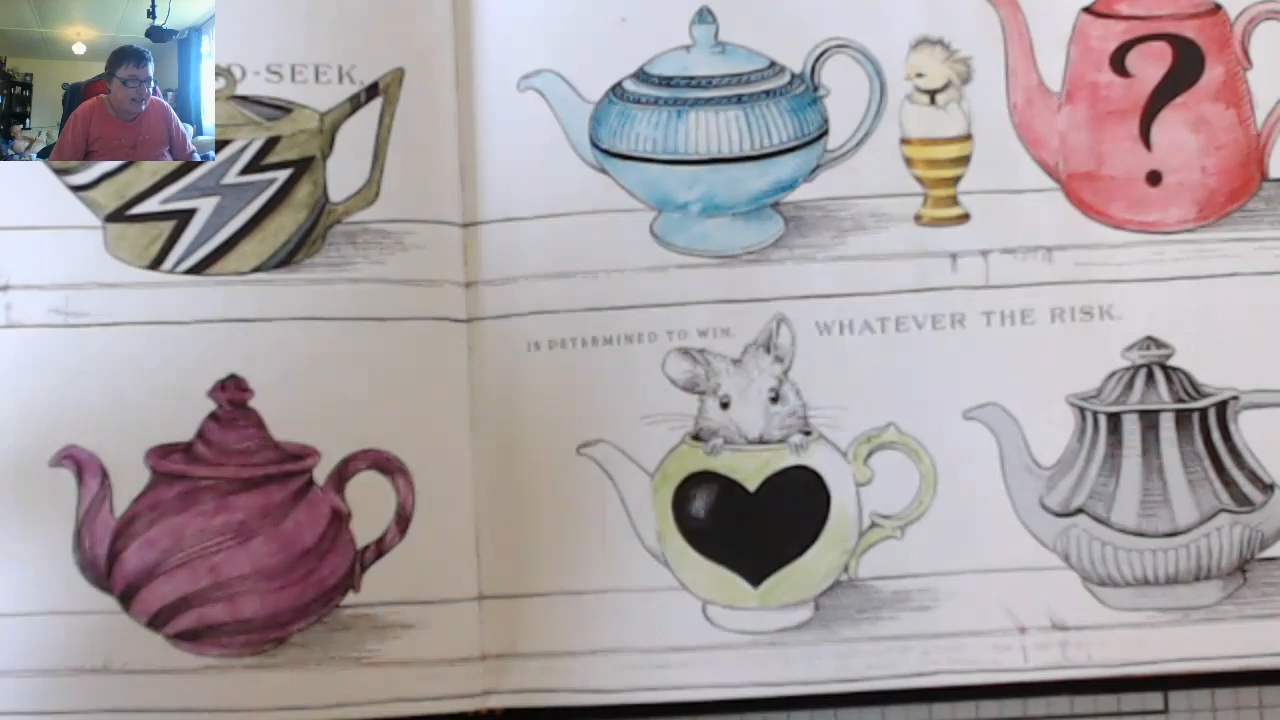 D-SEEK.
?
IS DETERMINED TO WIN.
WHATEVER THE RISK.